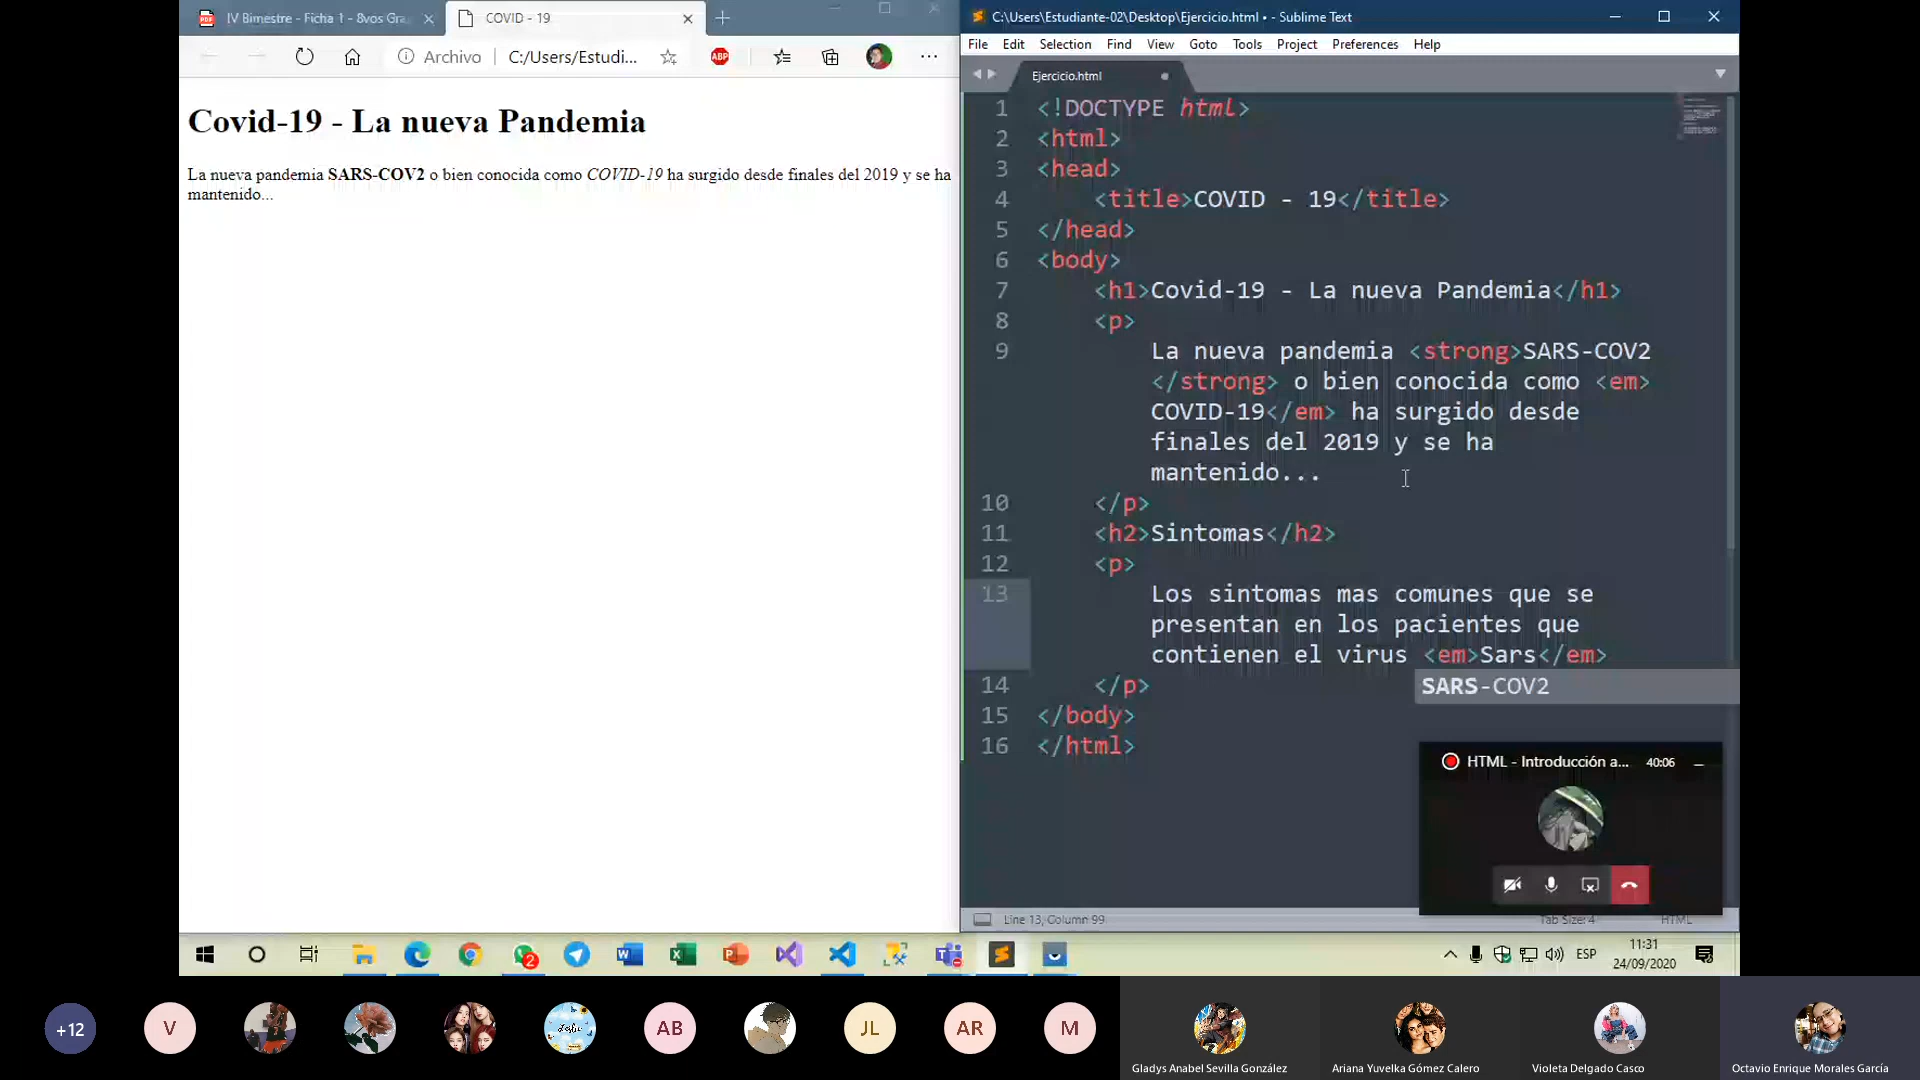 IV Bimestre - Ficha 1 - 8vos Gra
COVID - 19
Archivo
C:/Users/Estudi...
ABP
Covid-19 - La nueva Pandemia
La nueva pandemia SARS-COV2 o bien conocida como COVID-19 ha surgido desde finales del 2019 y se ha
mantenido...
C:\Users\Estudiante-02\Desktop\Ejercicio.html • - Sublime Text
File Edit Selection Find View Goto Tools Project Preferences Help
Ejercicio.html
1 <!DOCTYPE html>
2 <html>
3 <head>
4 <title>COVID - 19</title>
5 </head>
6 <body>
7 <h1>Covid-19 - La nueva Pandemia</h1>
8 <p>
9 La nueva pandemia <strong>SARS-COV2
</strong> o bien conocida como <em>
COVID-19</em> ha surgido desde
finales del 2019 y se ha
mantenido...
10 </p>
11 <h2>Sintomas</h2>
12 <p>
13 Los sintomas mas comunes que se
presentan en los pacientes que
contienen el virus <em>Sars</em>
SARS-COV2
14 </p>
15 </body>
16 </html>
HTML - Introducción a... 40:06
Line 13, Column 99
Tab Size: 4
HTML
2
ESP
11:31
24/09/2020
+12
V
AB
JL
AR
M
Gladys Anabel Sevilla González
Ariana Yuvelka Gómez Calero
Violeta Delgado Casco
Octavio Enrique Morales García